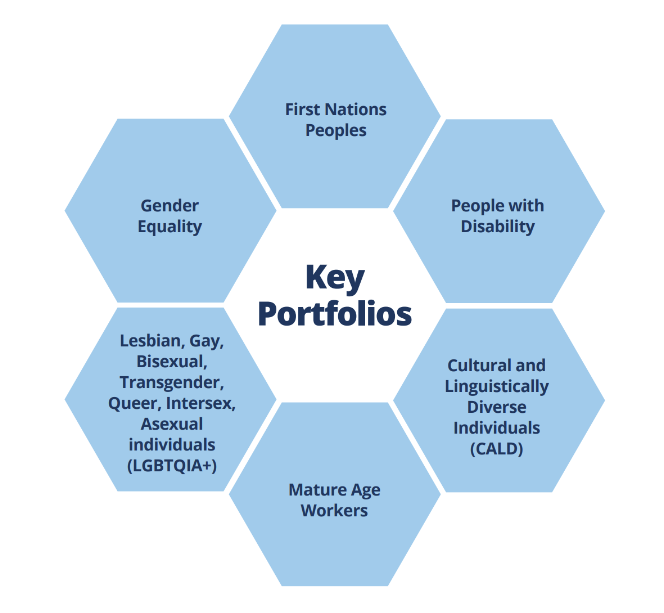 First Nations
Peoples
Gender
Equality
People with
Disability
Key
Portfolios
Lesbian, Gay,
Bisexual,
Transgender,
Queer, Intersex,
Asexual
individuals
(LGBTQIA+)
Cultural and
Linguistically
Diverse
Individuals
(CALD)
Mature Age
Workers